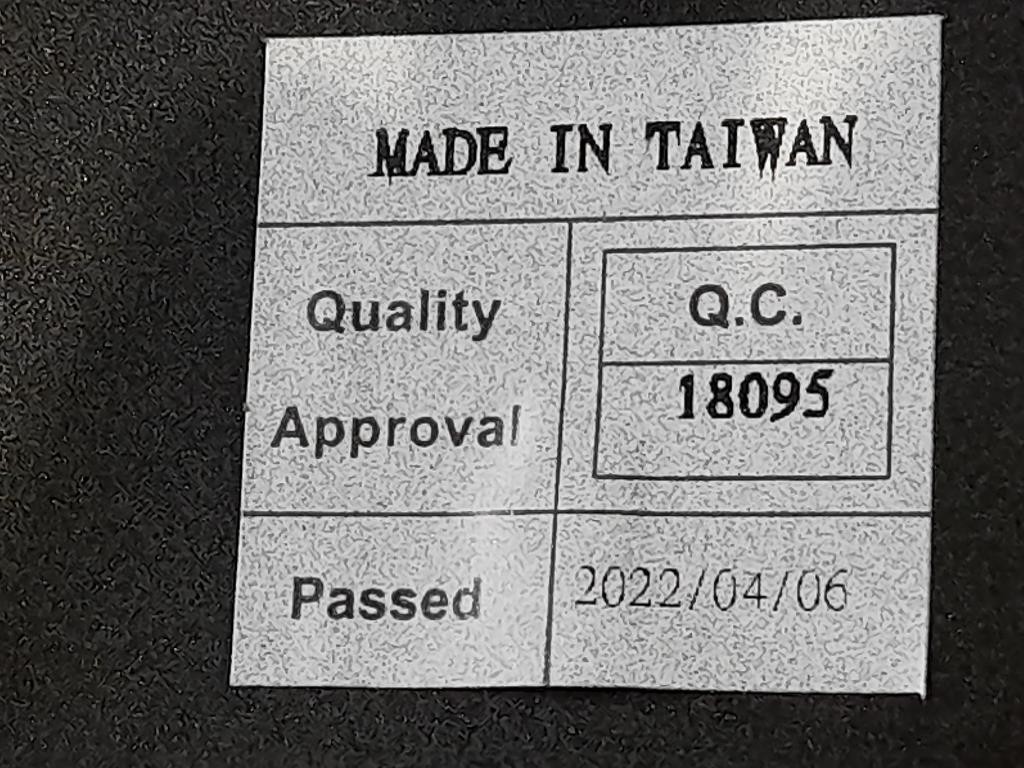 MADE IN TAIWAN
Quality
Approval
Q.C.
18095
Passed
2022/04/06